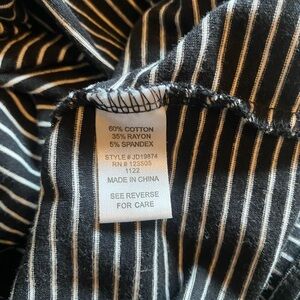 60% COTTON
35% RAYON
5% SPANDEX
STYLE # JD19874
RN # 123505
1122
MADE IN CHINA
SEE REVERSE
FOR CARE